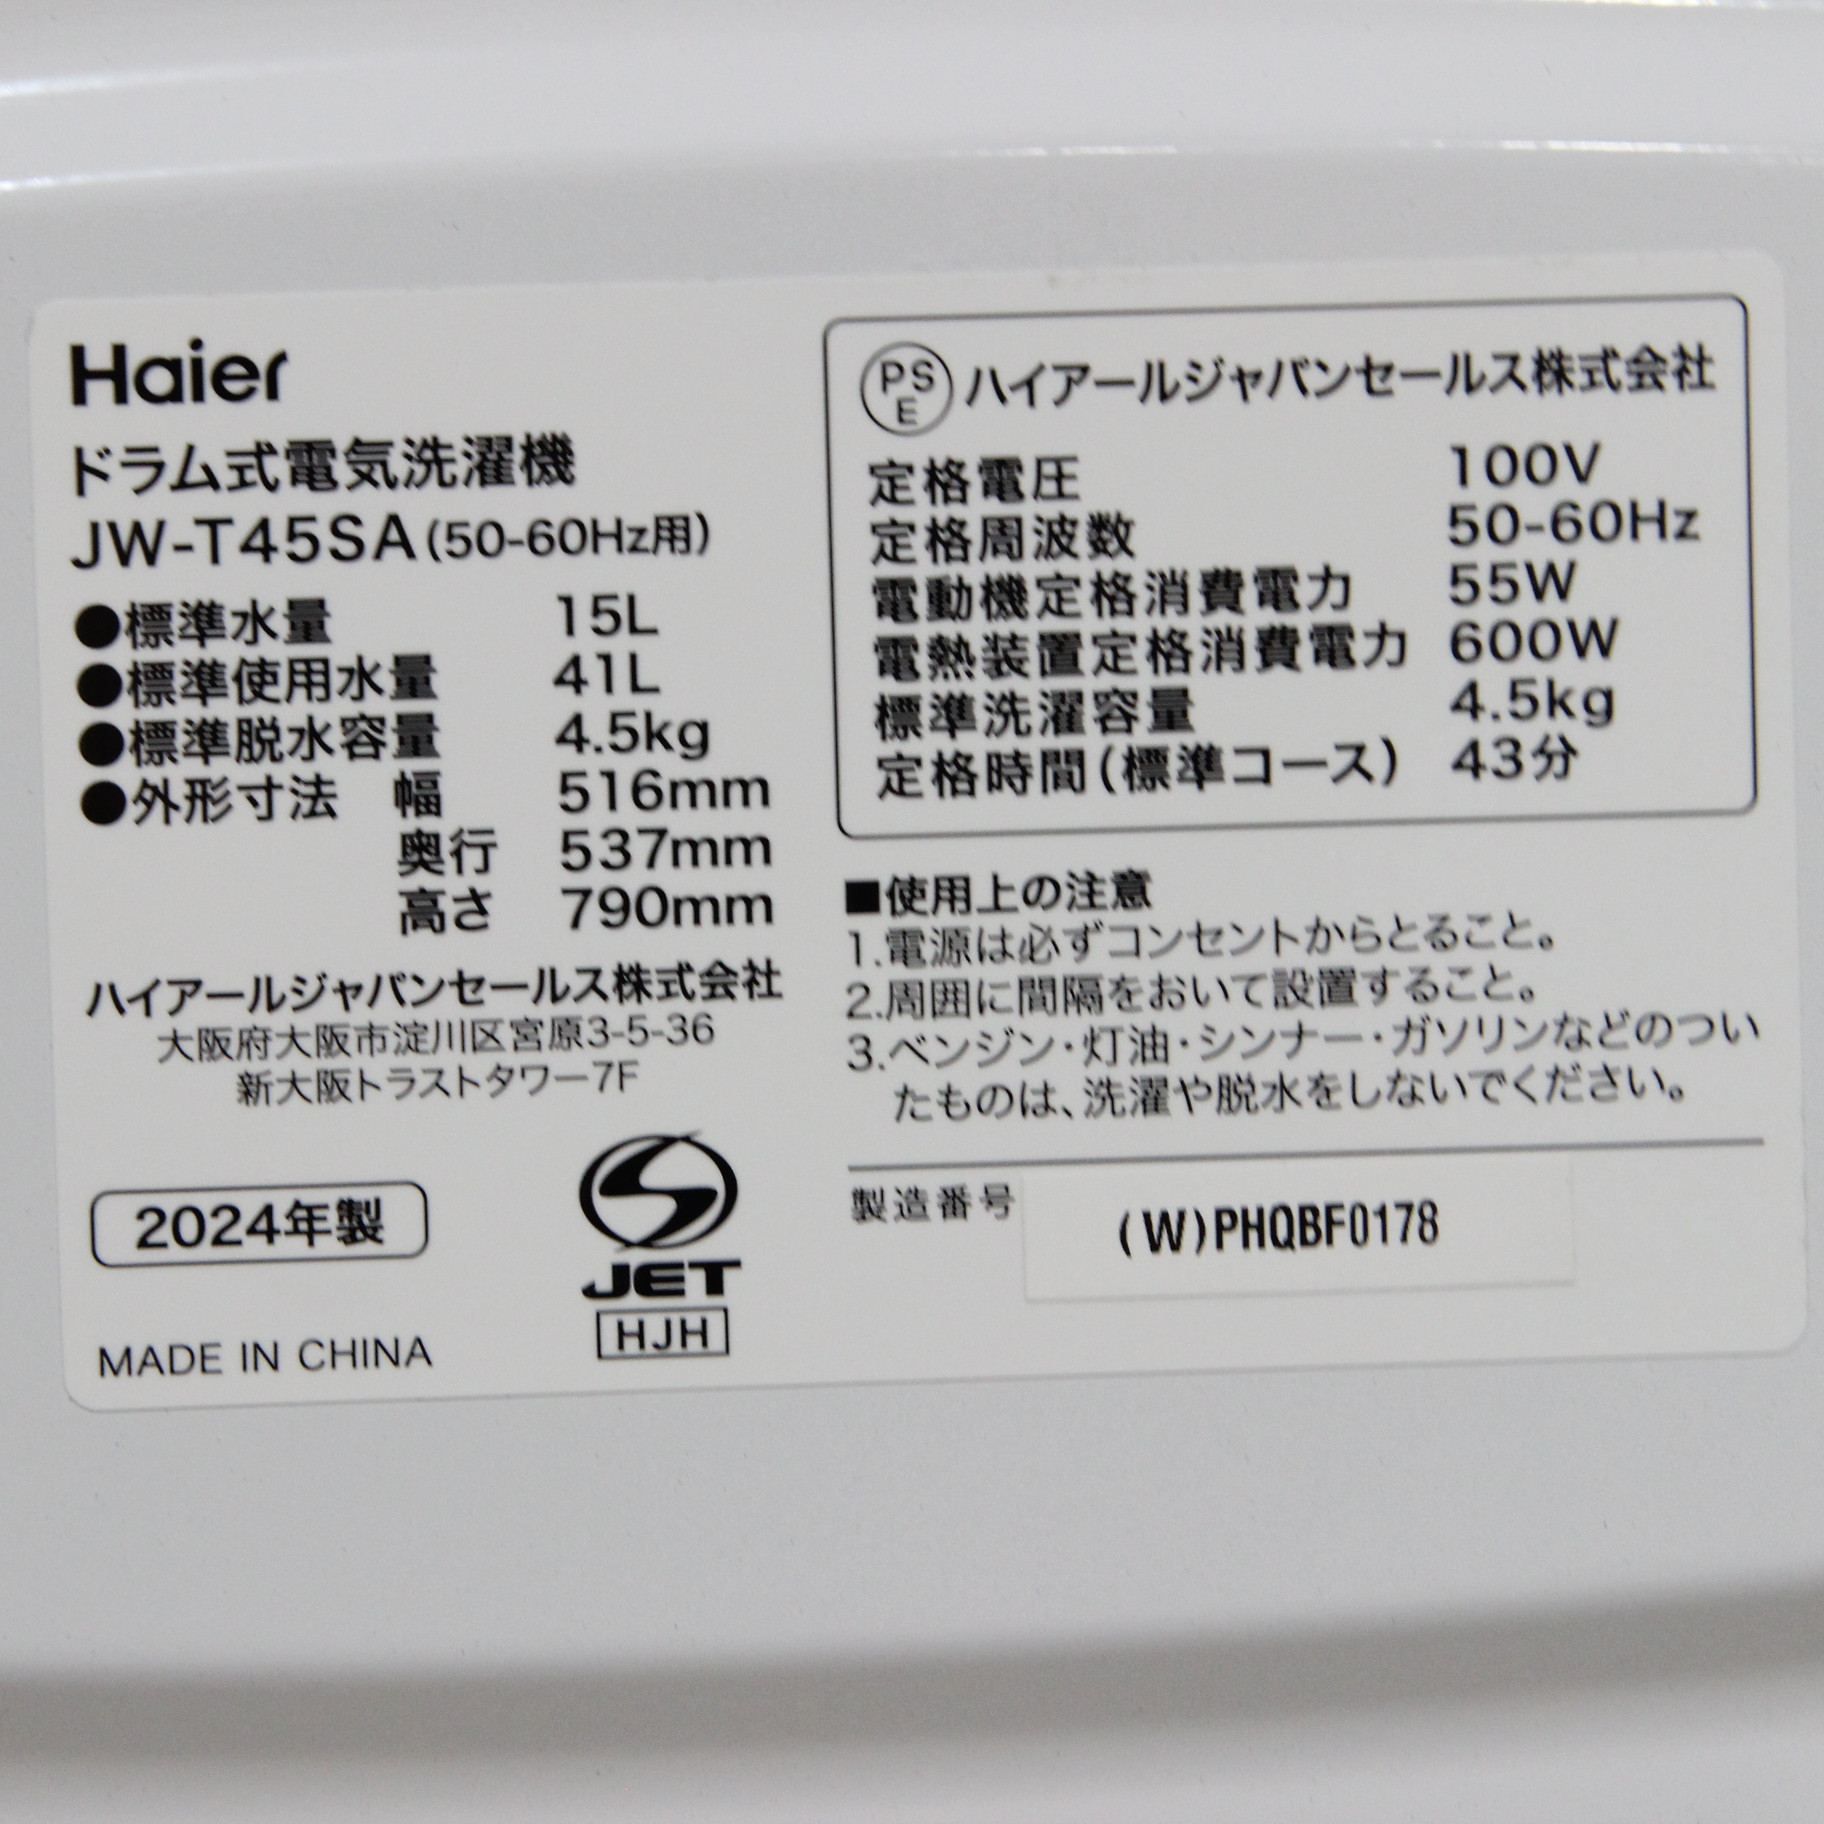 Haier
ドラム式電気洗濯機
JW-T45SA(50-60Hz用)
●標準水量 15L
●標準使用水量 41L
●標準脱水容量 4.5kg
●外形寸法 幅 516mm
奥行 537mm
高さ 790mm
ハイアールジャパンセールス株式会社
大阪府大阪市淀川区宮原3-5-36
新大阪トラストタワー7F
2024年製
JET
HJH
MADE IN CHINA
PS
E
ハイアールジャパンセールス株式会社
定格電圧 100V
定格周波数 50-60Hz
電動機定格消費電力 55W
電熱装置定格消費電力 600W
標準洗濯容量 4.5kg
定格時間(標準コース) 43分
■使用上の注意
1.電源は必ずコンセントからとること。
2.周囲に間隔をおいて設置すること。
3.ベンジン・灯油・シンナー・ガソリンなどのつい
たものは、洗濯や脱水をしないでください。
製造番号 (W)PHQBF0178